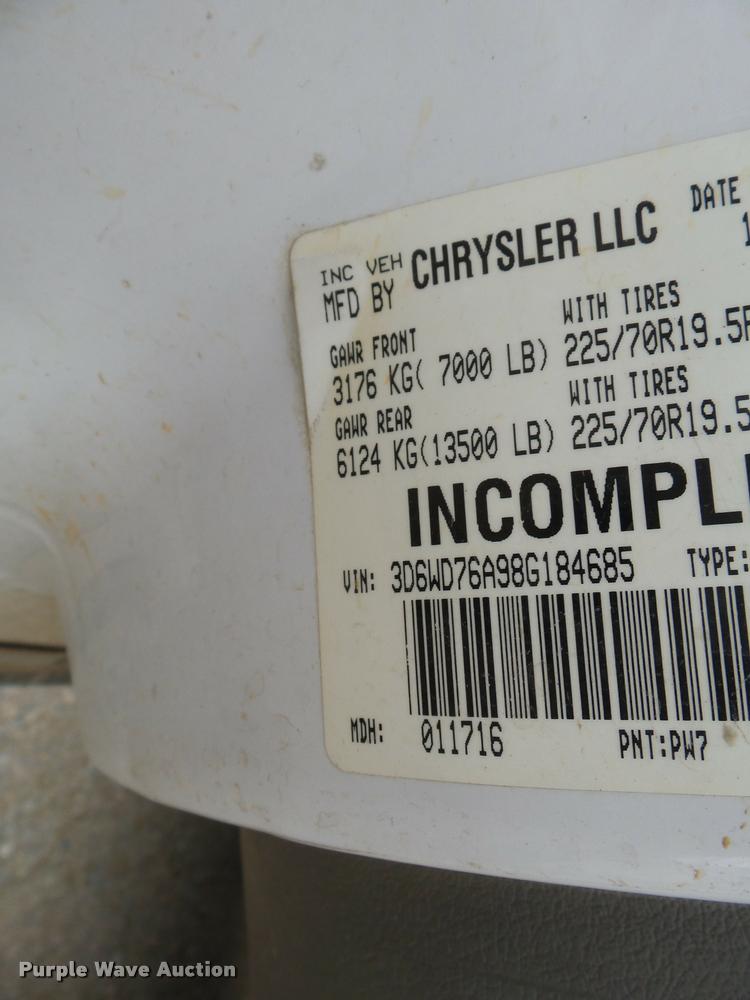 INC VEH
MFD BY CHRYSLER LLC
DATE
GAWR FRONT WITH TIRES
3176 KG( 7000 LB) 225/70R19.5
GAWR REAR WITH TIRES
6124 KG(13500 LB) 225/70R19.5
INCOMPL
VIN: 3D6WD76A98G184685 TYPE:
MDH: 011716 PNT:PW7
Purple Wave Auction